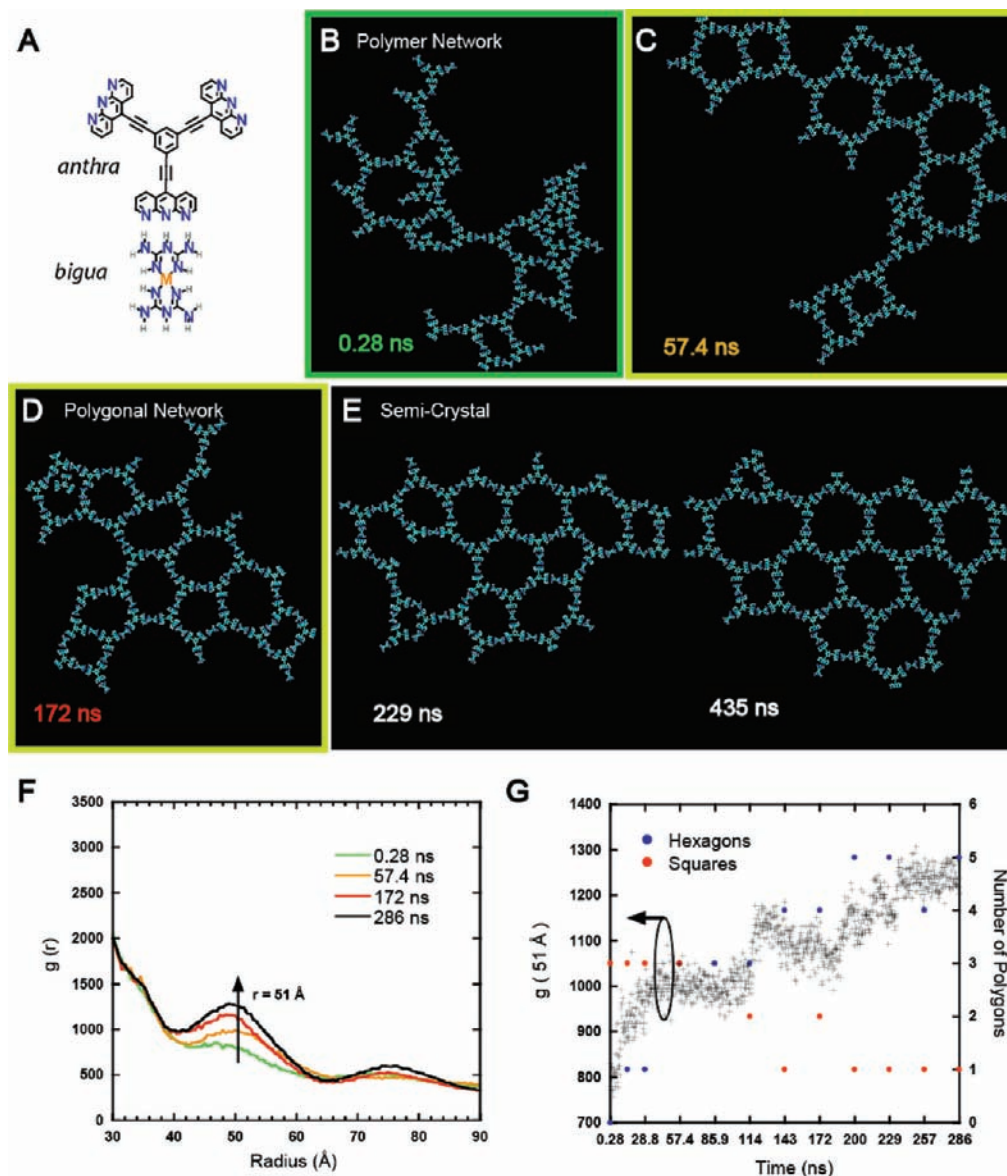 A
anthra
bigua
N N N N N N
N N N
H H H
H N N N H
H N N H
M
H N N H
H N N N H
H H H
B Polymer Network
0.28 ns
C
57.4 ns
D Polygonal Network
172 ns
E Semi-Crystal
229 ns
435 ns
F
3500
3000
2500
2000
1500
1000
500
0
g (r)
0.28 ns
57.4 ns
172 ns
286 ns
r = 51 Å
30 40 50 60 70 80 90
Radius (Å)
G
1400
1300
1200
1100
1000
900
800
700
g ( 51 Å )
Hexagons
Squares
6
5
4
3
2
1
0
Number of Polygons
0.28 28.8 57.4 85.9 114 143 172 200 229 257 286
Time (ns)